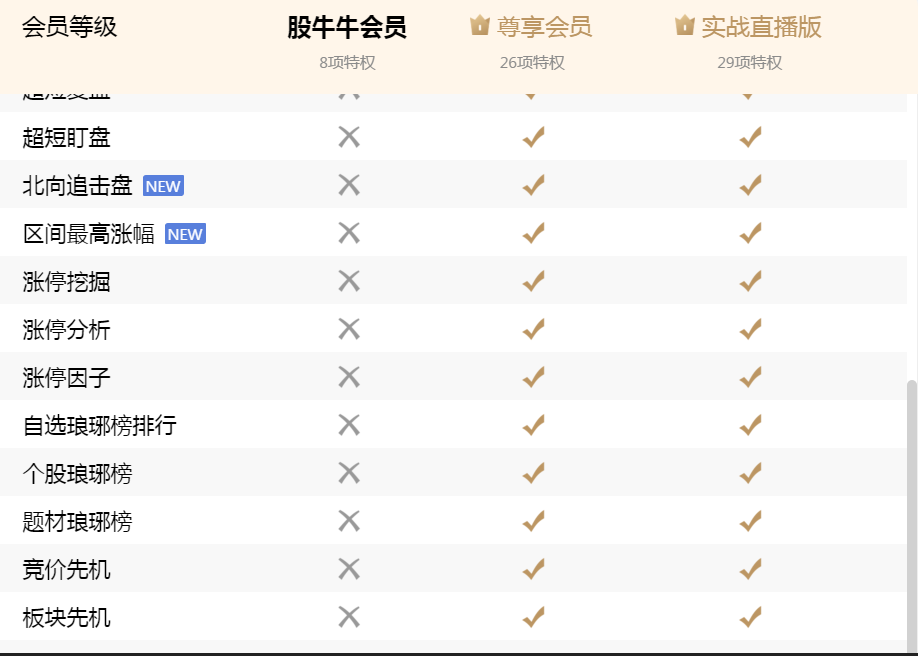 会员等级 股牛牛会员 尊享会员 实战直播版
8项特权 26项特权 29项特权
超短复盘
超短盯盘
北向追击盘 NEW
区间最高涨幅 NEW
涨停挖掘
涨停分析
涨停因子
自选琅琊榜排行
个股琅琊榜
题材琅琊榜
竞价先机
板块先机